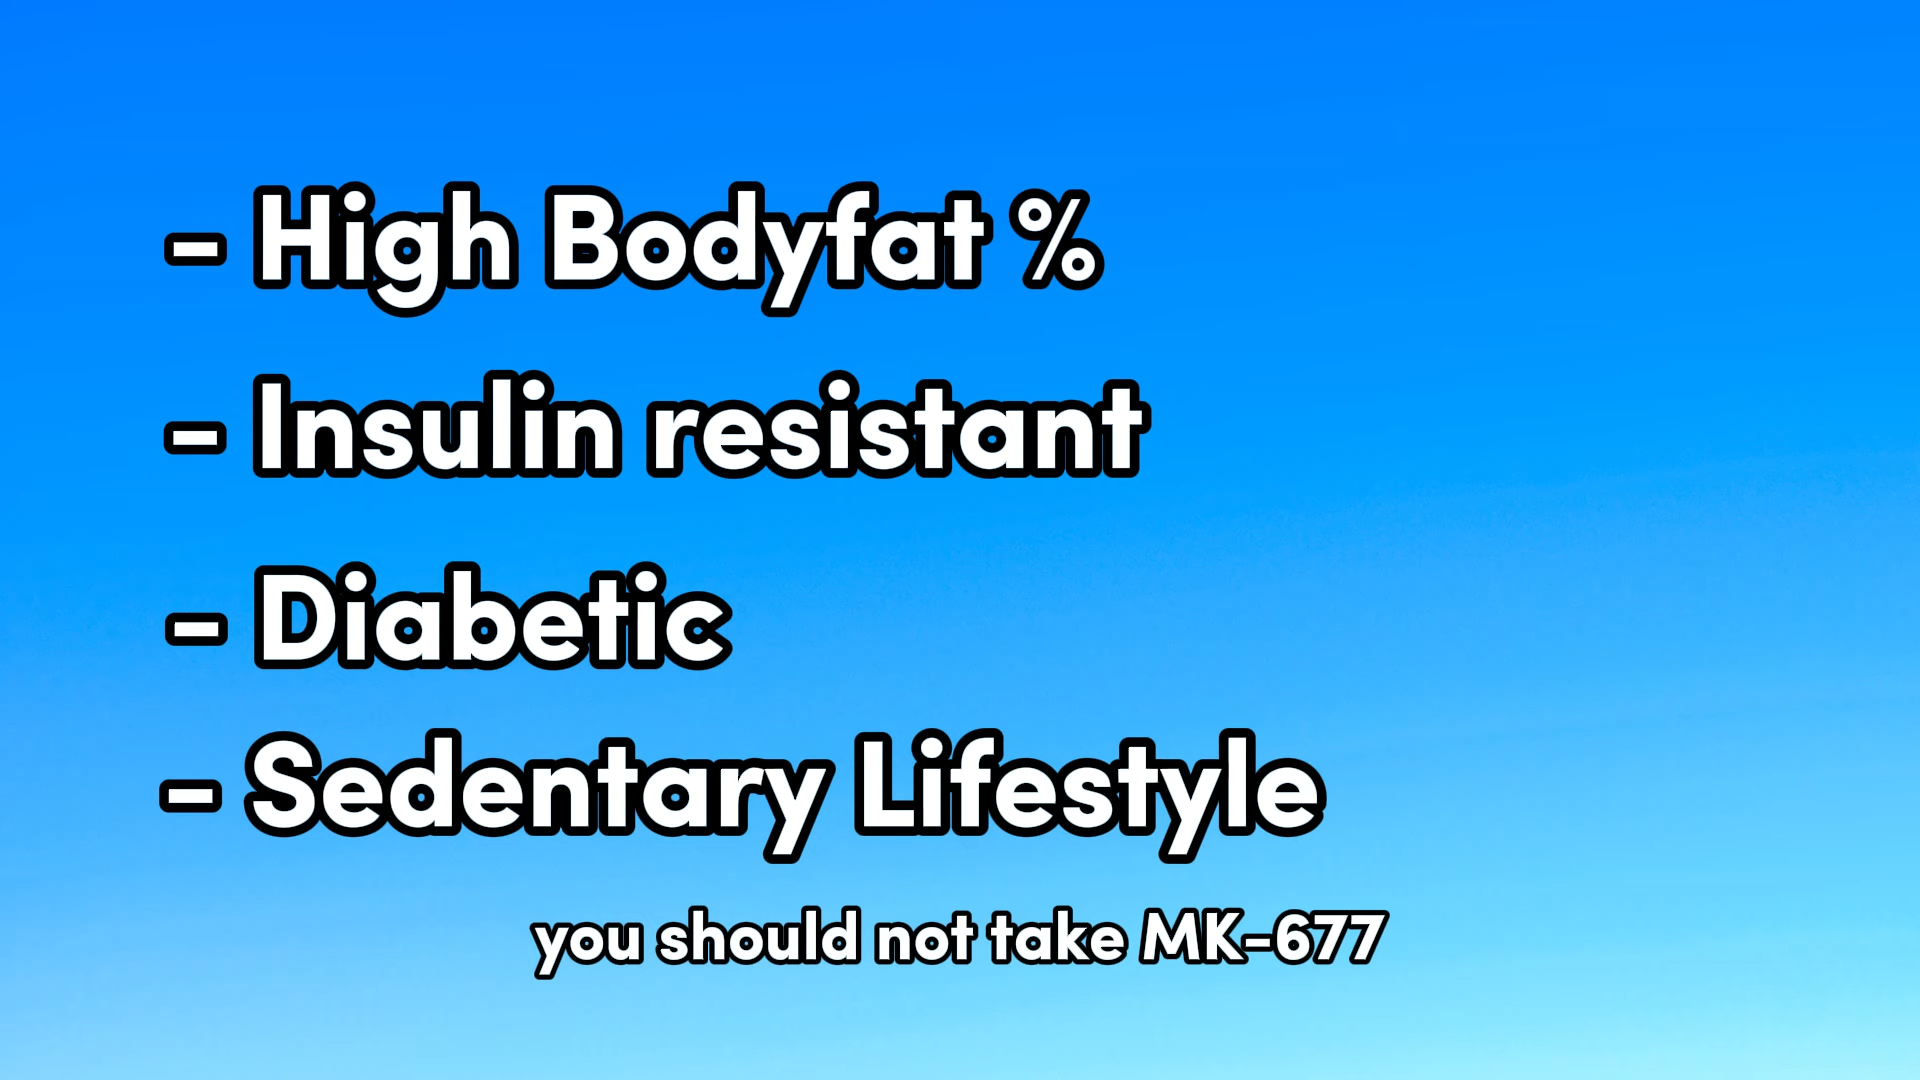 - High Bodyfat %
- Insulin resistant
- Diabetic
- Sedentary Lifestyle
you should not take MK-677